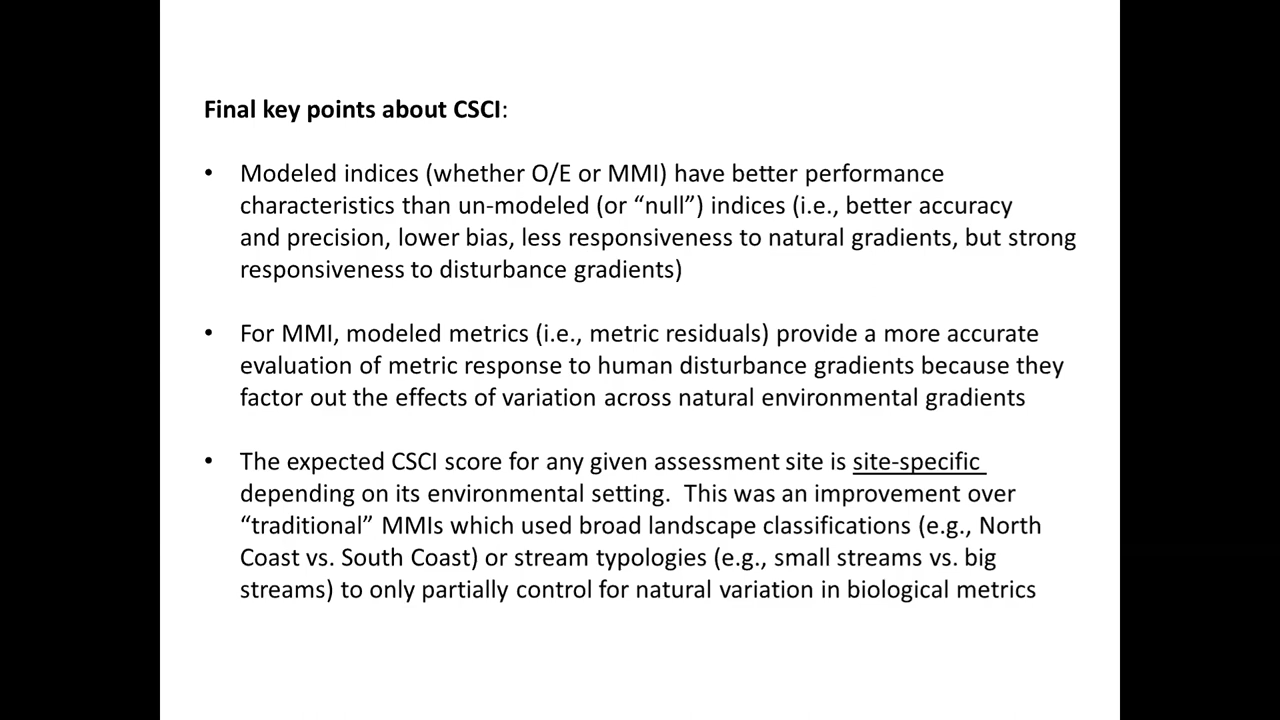 Final key points about CSCI:
• Modeled indices (whether O/E or MMI) have better performance
characteristics than un-modeled (or “null”) indices (i.e., better accuracy
and precision, lower bias, less responsiveness to natural gradients, but strong
responsiveness to disturbance gradients)
• For MMI, modeled metrics (i.e., metric residuals) provide a more accurate
evaluation of metric response to human disturbance gradients because they
factor out the effects of variation across natural environmental gradients
• The expected CSCI score for any given assessment site is site-specific
depending on its environmental setting.  This was an improvement over
“traditional” MMIs which used broad landscape classifications (e.g., North
Coast vs. South Coast) or stream typologies (e.g., small streams vs. big
streams) to only partially control for natural variation in biological metrics